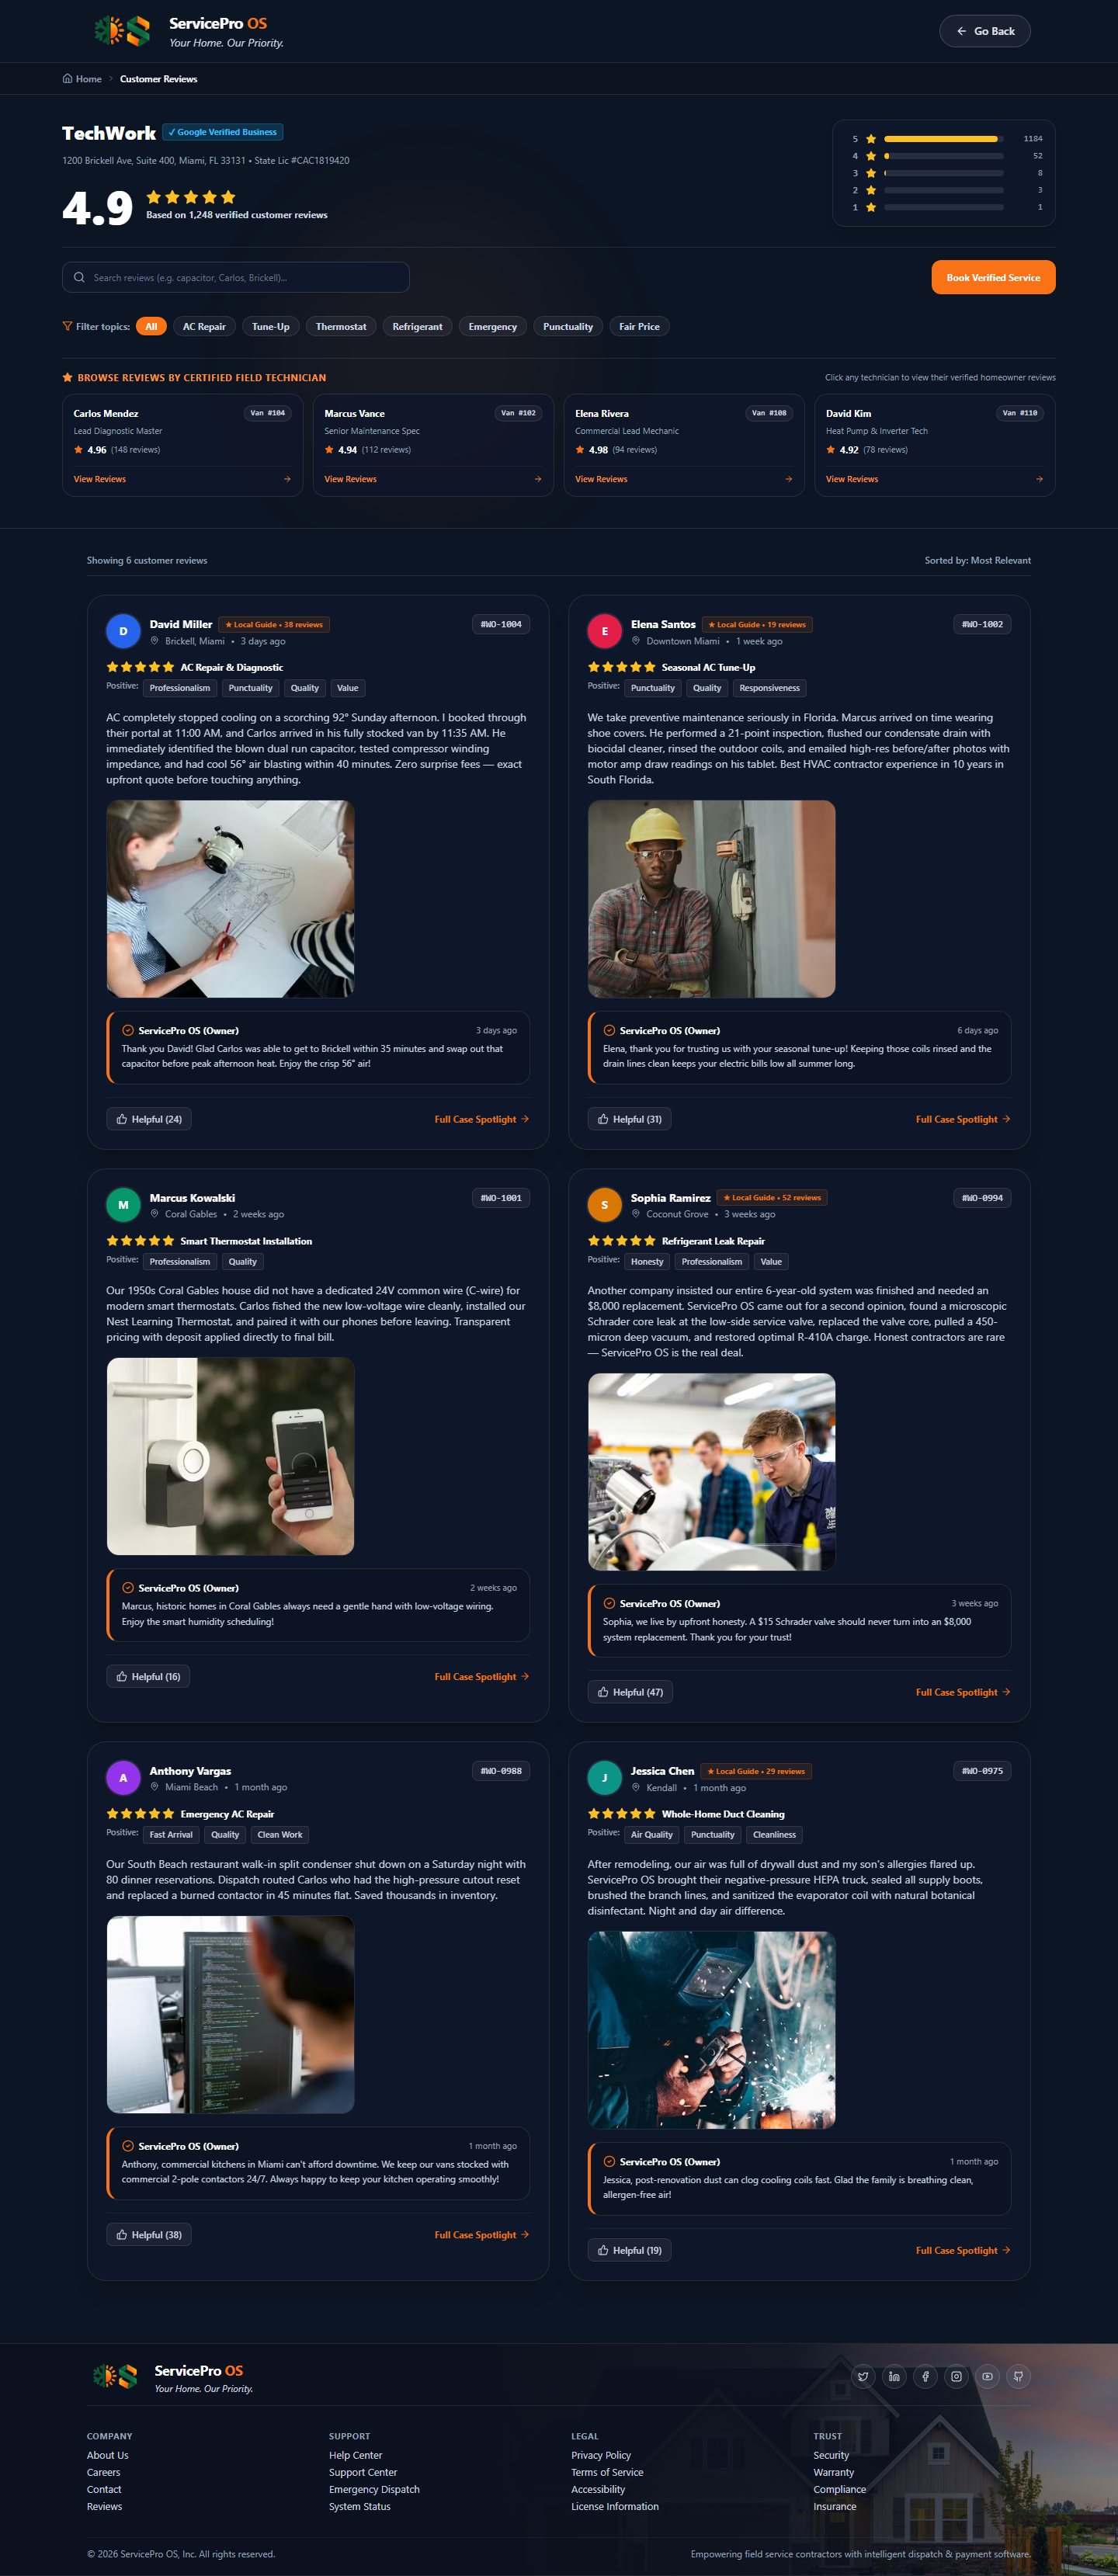 ServicePro OS
Your Home. Our Priority.
Go Back
Home
Customer Reviews
TechWork
✓ Google Verified Business
1200 Brickell Ave, Suite 400, Miami, FL 33131 • State Lic #CAC1819420
4.9
Based on 1,248 verified customer reviews
5 1184
4 52
3 8
2 3
1 1
Search reviews (e.g. capacitor, Carlos, Brickell)...
Book Verified Service
Filter topics:
All
AC Repair
Tune-Up
Thermostat
Refrigerant
Emergency
Punctuality
Fair Price
BROWSE REVIEWS BY CERTIFIED FIELD TECHNICIAN
Click any technician to view their verified homeowner reviews
Carlos Mendez
Van #104
Lead Diagnostic Master
4.96 (148 reviews)
View Reviews
Marcus Vance
Van #102
Senior Maintenance Spec
4.94 (112 reviews)
View Reviews
Elena Rivera
Van #108
Commercial Lead Mechanic
4.98 (94 reviews)
View Reviews
David Kim
Van #110
Heat Pump & Inverter Tech
4.92 (78 reviews)
View Reviews
Showing 6 customer reviews
Sorted by: Most Relevant
D
David Miller
★ Local Guide • 38 reviews
#WO-1004
Brickell, Miami • 3 days ago
AC Repair & Diagnostic
Positive: Professionalism Punctuality Quality Value
AC completely stopped cooling on a scorching 92° Sunday afternoon. I booked through
their portal at 11:00 AM, and Carlos arrived in his fully stocked van by 11:35 AM. He
immediately identified the blown dual run capacitor, tested compressor winding
impedance, and had cool 56° air blasting within 40 minutes. Zero surprise fees — exact
upfront quote before touching anything.
ServicePro OS (Owner)
3 days ago
Thank you David! Glad Carlos was able to get to Brickell within 35 minutes and swap out that
capacitor before peak afternoon heat. Enjoy the crisp 56° air!
Helpful (24)
Full Case Spotlight
E
Elena Santos
★ Local Guide • 19 reviews
#WO-1002
Downtown Miami • 1 week ago
Seasonal AC Tune-Up
Positive: Punctuality Quality Responsiveness
We take preventive maintenance seriously in Florida. Marcus arrived on time wearing
shoe covers. He performed a 21-point inspection, flushed our condensate drain with
biocidal cleaner, rinsed the outdoor coils, and emailed high-res before/after photos with
motor amp draw readings on his tablet. Best HVAC contractor experience in 10 years in
South Florida.
ServicePro OS (Owner)
6 days ago
Elena, thank you for trusting us with your seasonal tune-up! Keeping those coils rinsed and the
drain lines clean keeps your electric bills low all summer long.
Helpful (31)
Full Case Spotlight
M
Marcus Kowalski
#WO-1001
Coral Gables • 2 weeks ago
Smart Thermostat Installation
Positive: Professionalism Quality
Our 1950s Coral Gables house did not have a dedicated 24V common wire (C-wire) for
modern smart thermostats. Carlos fished the new low-voltage wire cleanly, installed our
Nest Learning Thermostat, and paired it with our phones before leaving. Transparent
pricing with deposit applied directly to final bill.
ServicePro OS (Owner)
2 weeks ago
Marcus, historic homes in Coral Gables always need a gentle hand with low-voltage wiring.
Enjoy the smart humidity scheduling!
Helpful (16)
Full Case Spotlight
S
Sophia Ramirez
★ Local Guide • 52 reviews
#WO-0994
Coconut Grove • 3 weeks ago
Refrigerant Leak Repair
Positive: Honesty Professionalism Value
Another company insisted our entire 6-year-old system was finished and needed an
$8,000 replacement. ServicePro OS came out for a second opinion, found a microscopic
Schrader core leak at the low-side service valve, replaced the valve core, pulled a 450-
micron deep vacuum, and restored optimal R-410A charge. Honest contractors are rare
— ServicePro OS is the real deal.
ServicePro OS (Owner)
3 weeks ago
Sophia, we live by upfront honesty. A $15 Schrader valve should never turn into an $8,000
system replacement. Thank you for your trust!
Helpful (47)
Full Case Spotlight
A
Anthony Vargas
#WO-0988
Miami Beach • 1 month ago
Emergency AC Repair
Positive: Fast Arrival Quality Clean Work
Our South Beach restaurant walk-in split condenser shut down on a Saturday night with
80 dinner reservations. Dispatch routed Carlos who had the high-pressure cutout reset
and replaced a burned contactor in 45 minutes flat. Saved thousands in inventory.
ServicePro OS (Owner)
1 month ago
Anthony, commercial kitchens in Miami can't afford downtime. We keep our vans stocked with
commercial 2-pole contactors 24/7. Always happy to keep your kitchen operating smoothly!
Helpful (38)
Full Case Spotlight
J
Jessica Chen
★ Local Guide • 29 reviews
#WO-0975
Kendall • 1 month ago
Whole-Home Duct Cleaning
Positive: Air Quality Punctuality Cleanliness
After remodeling, our air was full of drywall dust and my son's allergies flared up.
ServicePro OS brought their negative-pressure HEPA truck, sealed all supply boots,
brushed the branch lines, and sanitized the evaporator coil with natural botanical
disinfectant. Night and day air difference.
ServicePro OS (Owner)
1 month ago
Jessica, post-renovation dust can clog cooling coils fast. Glad the family is breathing clean,
allergen-free air!
Helpful (19)
Full Case Spotlight
ServicePro OS
Your Home. Our Priority.
COMPANY
About Us
Careers
Contact
Reviews
SUPPORT
Help Center
Support Center
Emergency Dispatch
System Status
LEGAL
Privacy Policy
Terms of Service
Accessibility
License Information
TRUST
Security
Warranty
Compliance
Insurance
© 2026 ServicePro OS, Inc. All rights reserved.
Empowering field service contractors with intelligent dispatch & payment software.